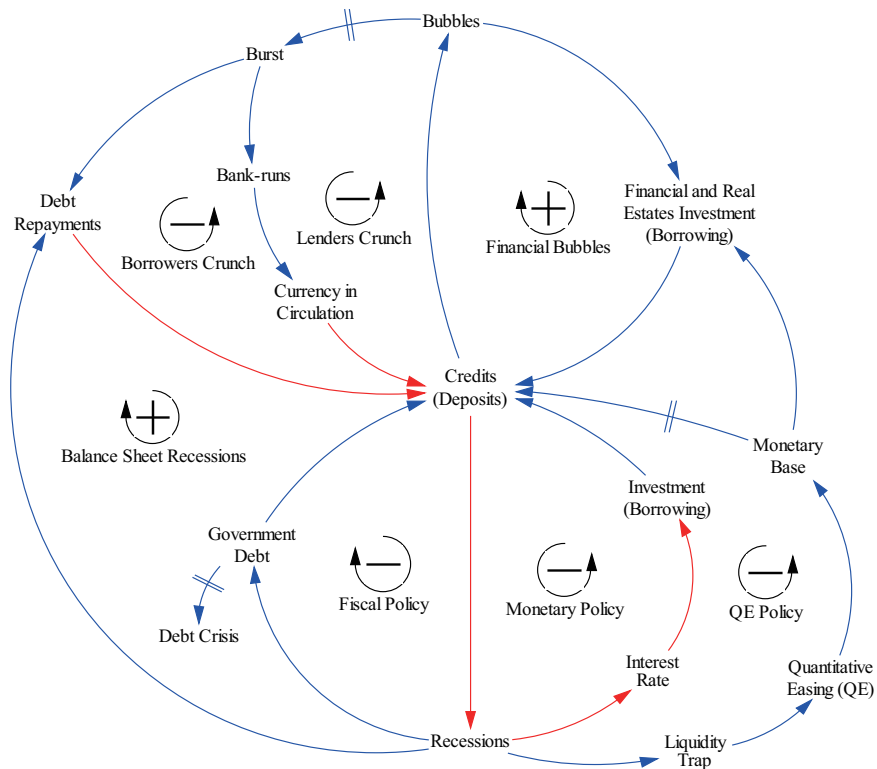 Bubbles
Burst
Bank-runs
Debt
Repayments
Borrowers Crunch
Lenders Crunch
Financial Bubbles
Financial and Real
Estates Investment
(Borrowing)
Currency in
Circulation
Credits
(Deposits)
Balance Sheet Recessions
Monetary
Base
Investment
(Borrowing)
Government
Debt
Fiscal Policy
Monetary Policy
QE Policy
Debt Crisis
Interest
Rate
Quantitative
Easing (QE)
Recessions
Liquidity
Trap